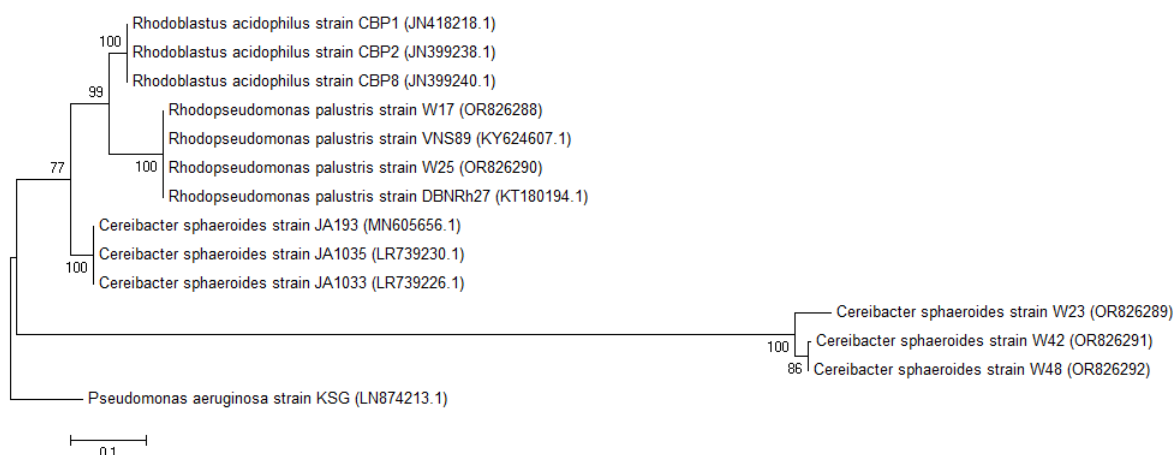 Rhodoblastus acidophilus strain CBP1 (JN418218.1)
100
Rhodoblastus acidophilus strain CBP2 (JN399238.1)
Rhodoblastus acidophilus strain CBP8 (JN399240.1)
99
Rhodopseudomonas palustris strain W17 (OR826288)
Rhodopseudomonas palustris strain VNS89 (KY624607.1)
77
100
Rhodopseudomonas palustris strain W25 (OR826290)
Rhodopseudomonas palustris strain DBNRh27 (KT180194.1)
Cereibacter sphaeroides strain JA193 (MN605656.1)
Cereibacter sphaeroides strain JA1035 (LR739230.1)
100
Cereibacter sphaeroides strain JA1033 (LR739226.1)
Cereibacter sphaeroides strain W23 (OR826289)
100
Cereibacter sphaeroides strain W42 (OR826291)
86
Cereibacter sphaeroides strain W48 (OR826292)
Pseudomonas aeruginosa strain KSG (LN874213.1)
0.1